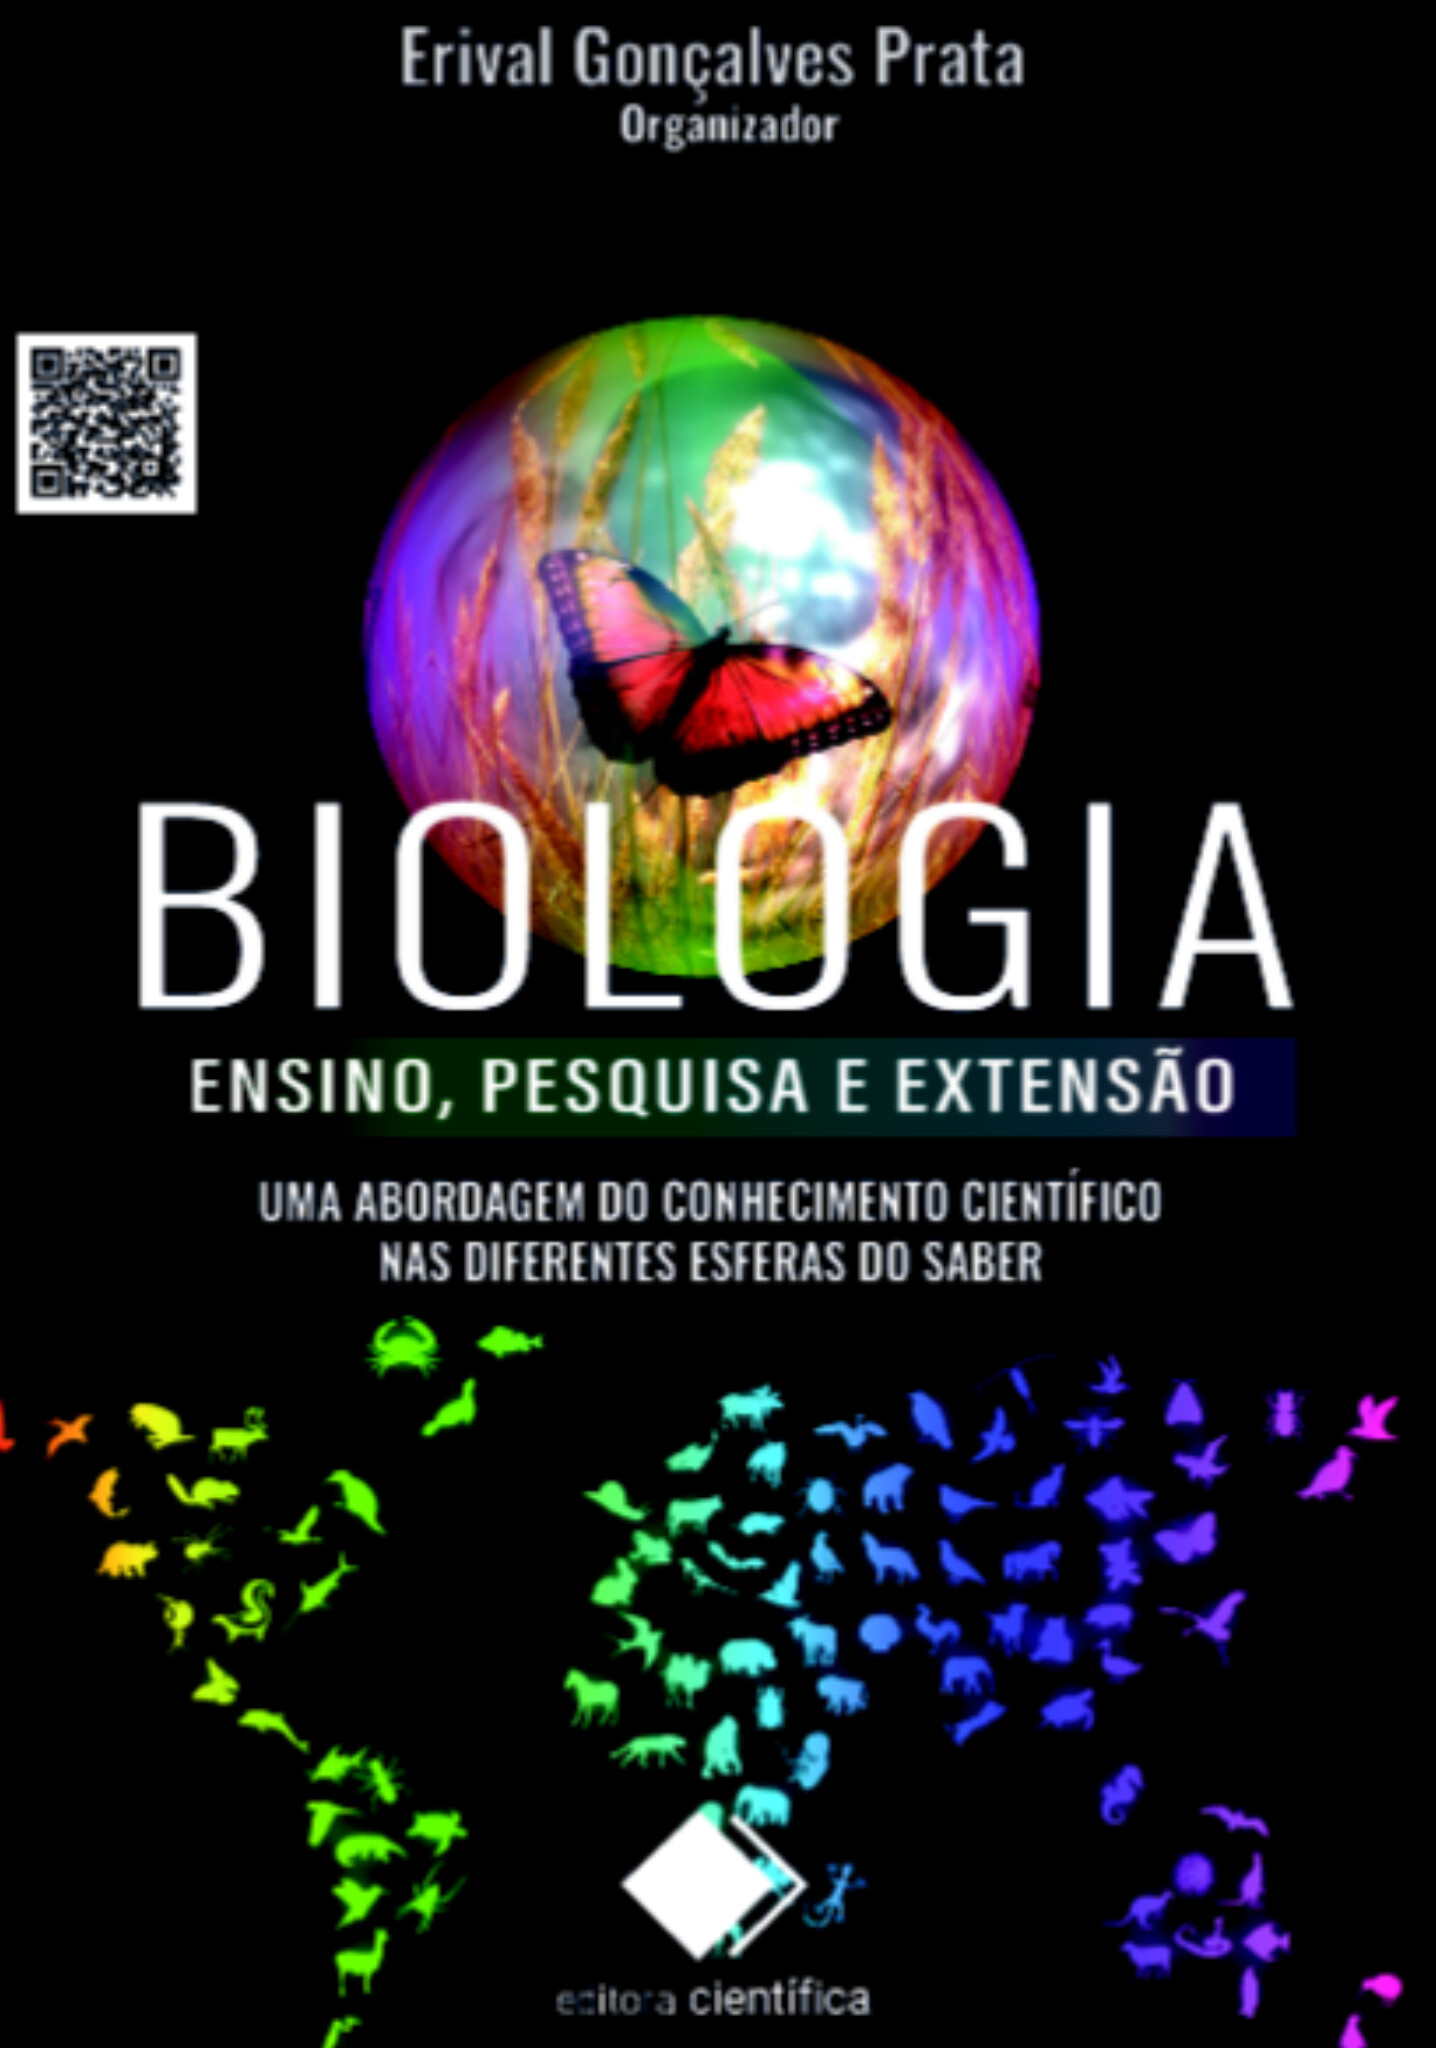 Erival Gonçalves Prata
Organizador
BIOLOGIA
ENSINO, PESQUISA E EXTENSÃO
UMA ABORDAGEM DO CONHECIMENTO CIENTÍFICO
NAS DIFERENTES ESFERAS DO SABER
editora científica